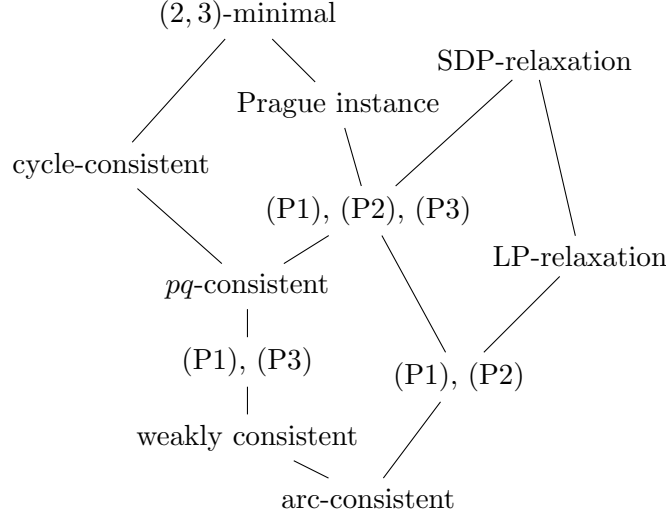 (2, 3)-minimal
SDP-relaxation
Prague instance
cycle-consistent
(P1), (P2), (P3)
LP-relaxation
pq-consistent
(P1), (P3)
(P1), (P2)
weakly consistent
arc-consistent